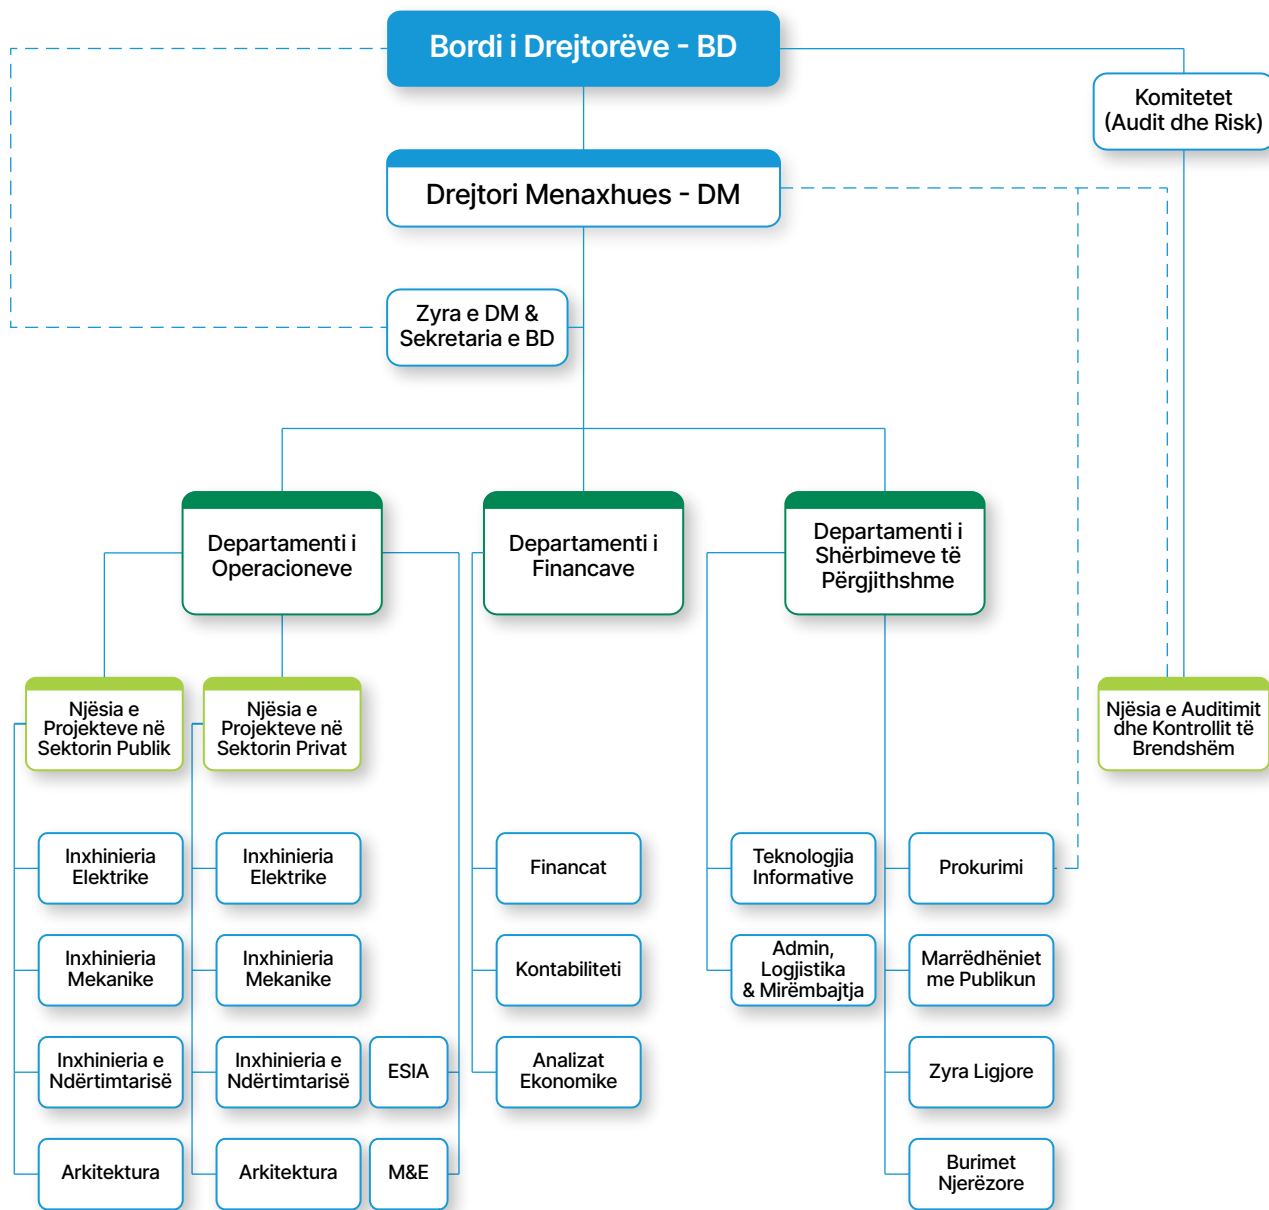 Bordi i Drejtorëve - BD
Komitetet
(Audit dhe Risk)
Drejtori Menaxhues - DM
Zyra e DM &
Sekretaria e BD
Departamenti i
Operacioneve
Departamenti i
Financave
Departamenti i
Shërbimeve të
Përgjithshme
Njësia e
Projekteve në
Sektorin Publik
Njësia e
Projekteve në
Sektorin Privat
Njësia e Auditimit
dhe Kontrollit të
Brendshëm
Inxhinieria
Elektrike
Inxhinieria
Elektrike
Financat
Teknologjia
Informative
Prokurimi
Inxhinieria
Mekanike
Inxhinieria
Mekanike
Kontabiliteti
Admin,
Logjistika
& Mirëmbajtja
Marrëdhëniet
me Publikun
Inxhinieria e
Ndërtimtarisë
Inxhinieria e
Ndërtimtarisë
ESIA
Analizat
Ekonomike
Zyra Ligjore
Arkitektura
Arkitektura
M&E
Burimet
Njerëzore